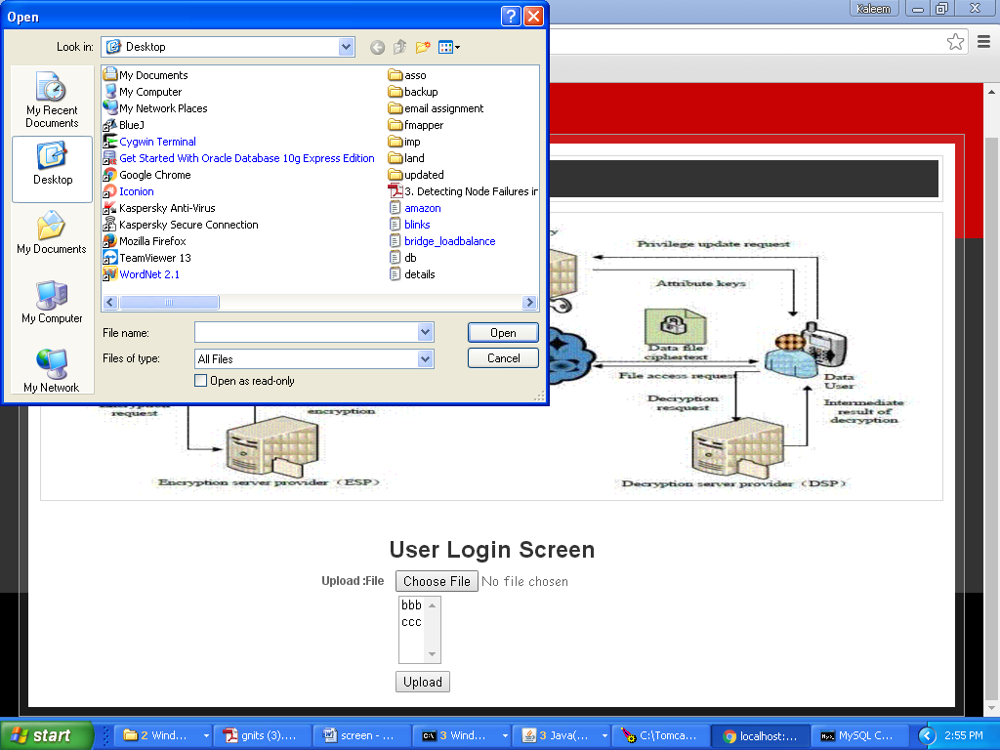 Open
Kaleem
Look in:
Desktop
My Recent
Documents
Desktop
My Documents
My Computer
My Network
My Documents
My Computer
My Network Places
BlueJ
Cygwin Terminal
Get Started With Oracle Database 10g Express Edition
Google Chrome
Iconion
Kaspersky Anti-Virus
Kaspersky Secure Connection
Mozilla Firefox
TeamViewer 13
WordNet 2.1
asso
backup
email assignment
fmapper
imp
land
updated
3. Detecting Node Failures in
amazon
blinks
bridge_loadbalance
db
details
File name:
Open
Files of type:
All Files
Cancel
Open as read-only
Privilege update request
Attribute keys
Data file
ciphertext
File access request
Data
User
Decryption
resquest
Intermediate
result of
decryption
request
encryption
Encryption server provider (ESP)
Decryption server provider (DSP)
User Login Screen
Upload :File
Choose File No file chosen
bbb
ccc
Upload
start
2 Wind...
gnits (3)....
screen - ...
3 Wind...
3 Java(...
C:\Tomca...
localhost:...
MySQL C...
2:55 PM